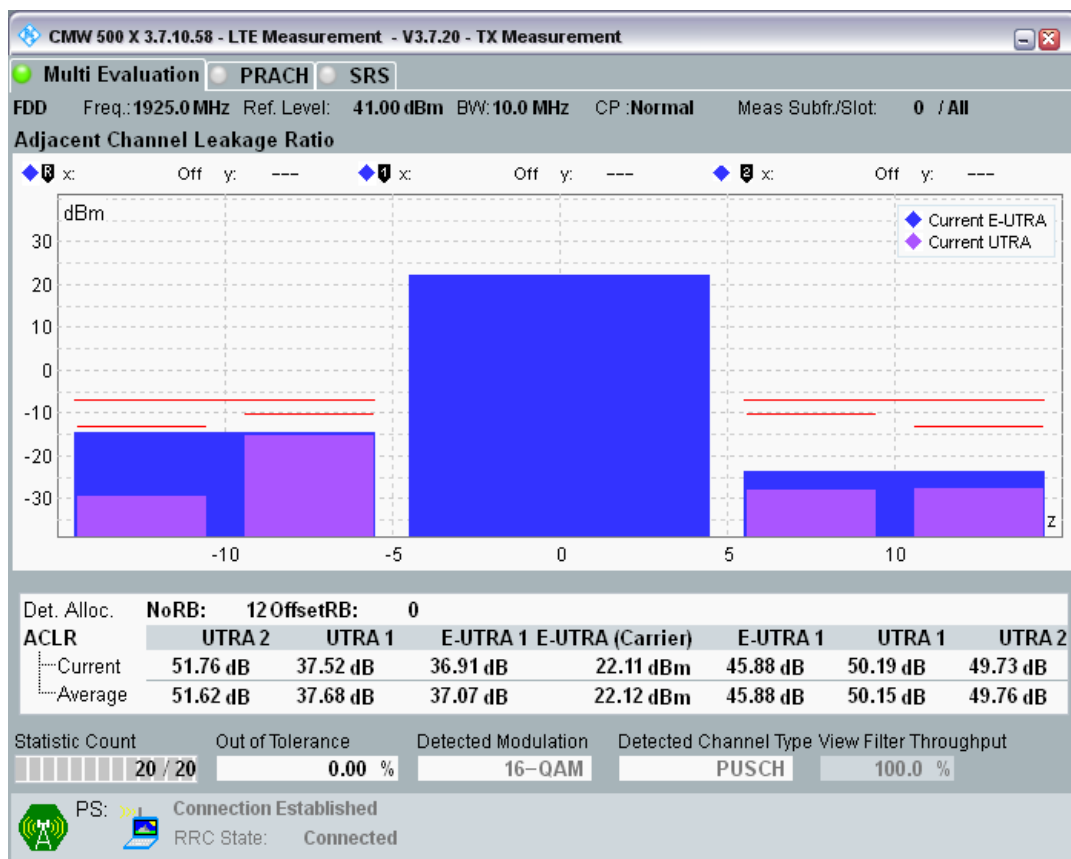 CMW 500 X 3.7.10.58 - LTE Measurement - V3.7.20 - TX Measurement
Multi Evaluation PRACH SRS
FDD Freq.: 1925.0 MHz Ref. Level: 41.00 dBm BW: 10.0 MHz CP :Normal Meas Subfr./Slot: 0 / All
Adjacent Channel Leakage Ratio
R x: Off y: --- 1 x: Off y: --- 2 x: Off y: ---
dBm
Current E-UTRA
Current UTRA
30
20
10
0
-10
-20
-30
z
-10 -5 0 5 10
Det. Alloc. NoRB: 12 OffsetRB: 0
ACLR UTRA 2 UTRA 1 E-UTRA 1 E-UTRA (Carrier) E-UTRA 1 UTRA 1 UTRA 2
Current 51.76 dB 37.52 dB 36.91 dB 22.11 dBm 45.88 dB 50.19 dB 49.73 dB
Average 51.62 dB 37.68 dB 37.07 dB 22.12 dBm 45.88 dB 50.15 dB 49.76 dB
Statistic Count Out of Tolerance Detected Modulation Detected Channel Type View Filter Throughput
20 / 20 0.00 % 16-QAM PUSCH 100.0 %
PS: Connection Established
RRC State: Connected